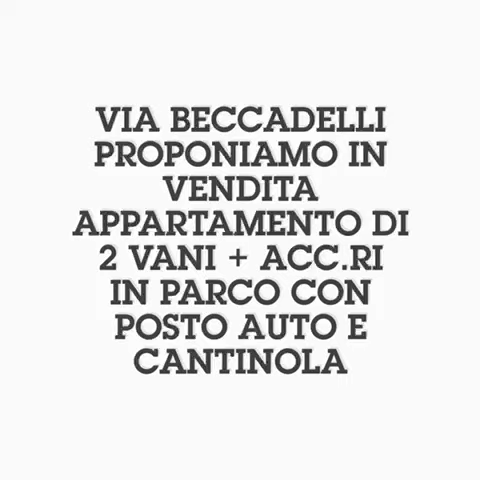 VIA BECCADELLI
PROPONIAMO IN
VENDITA
APPARTAMENTO DI
2 VANI + ACC.RI
IN PARCO CON
POSTO AUTO E
CANTINOLA